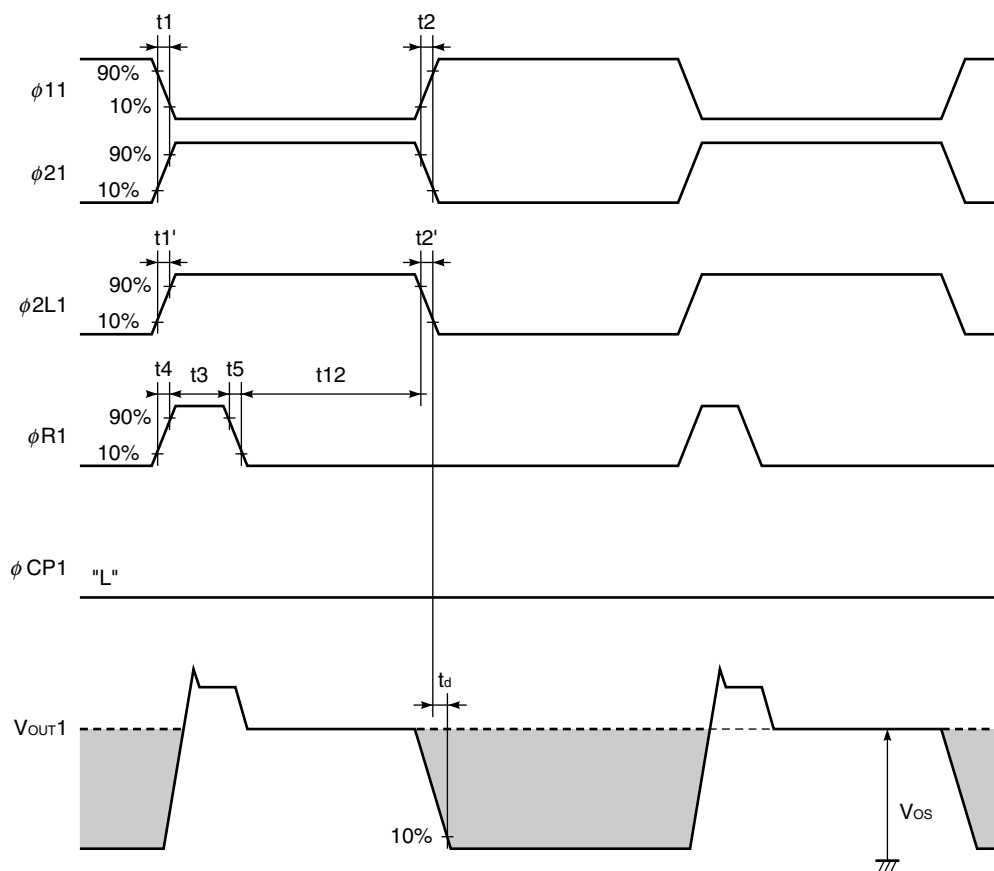 t1 t2
90%
ϕ11
10%
90%
ϕ21
10%
t1' t2'
90%
ϕ2L1
10%
t4 t3 t5 t12
90%
ϕR1
10%
ϕCP1 "L"
td
VOUT1
VOS
10%